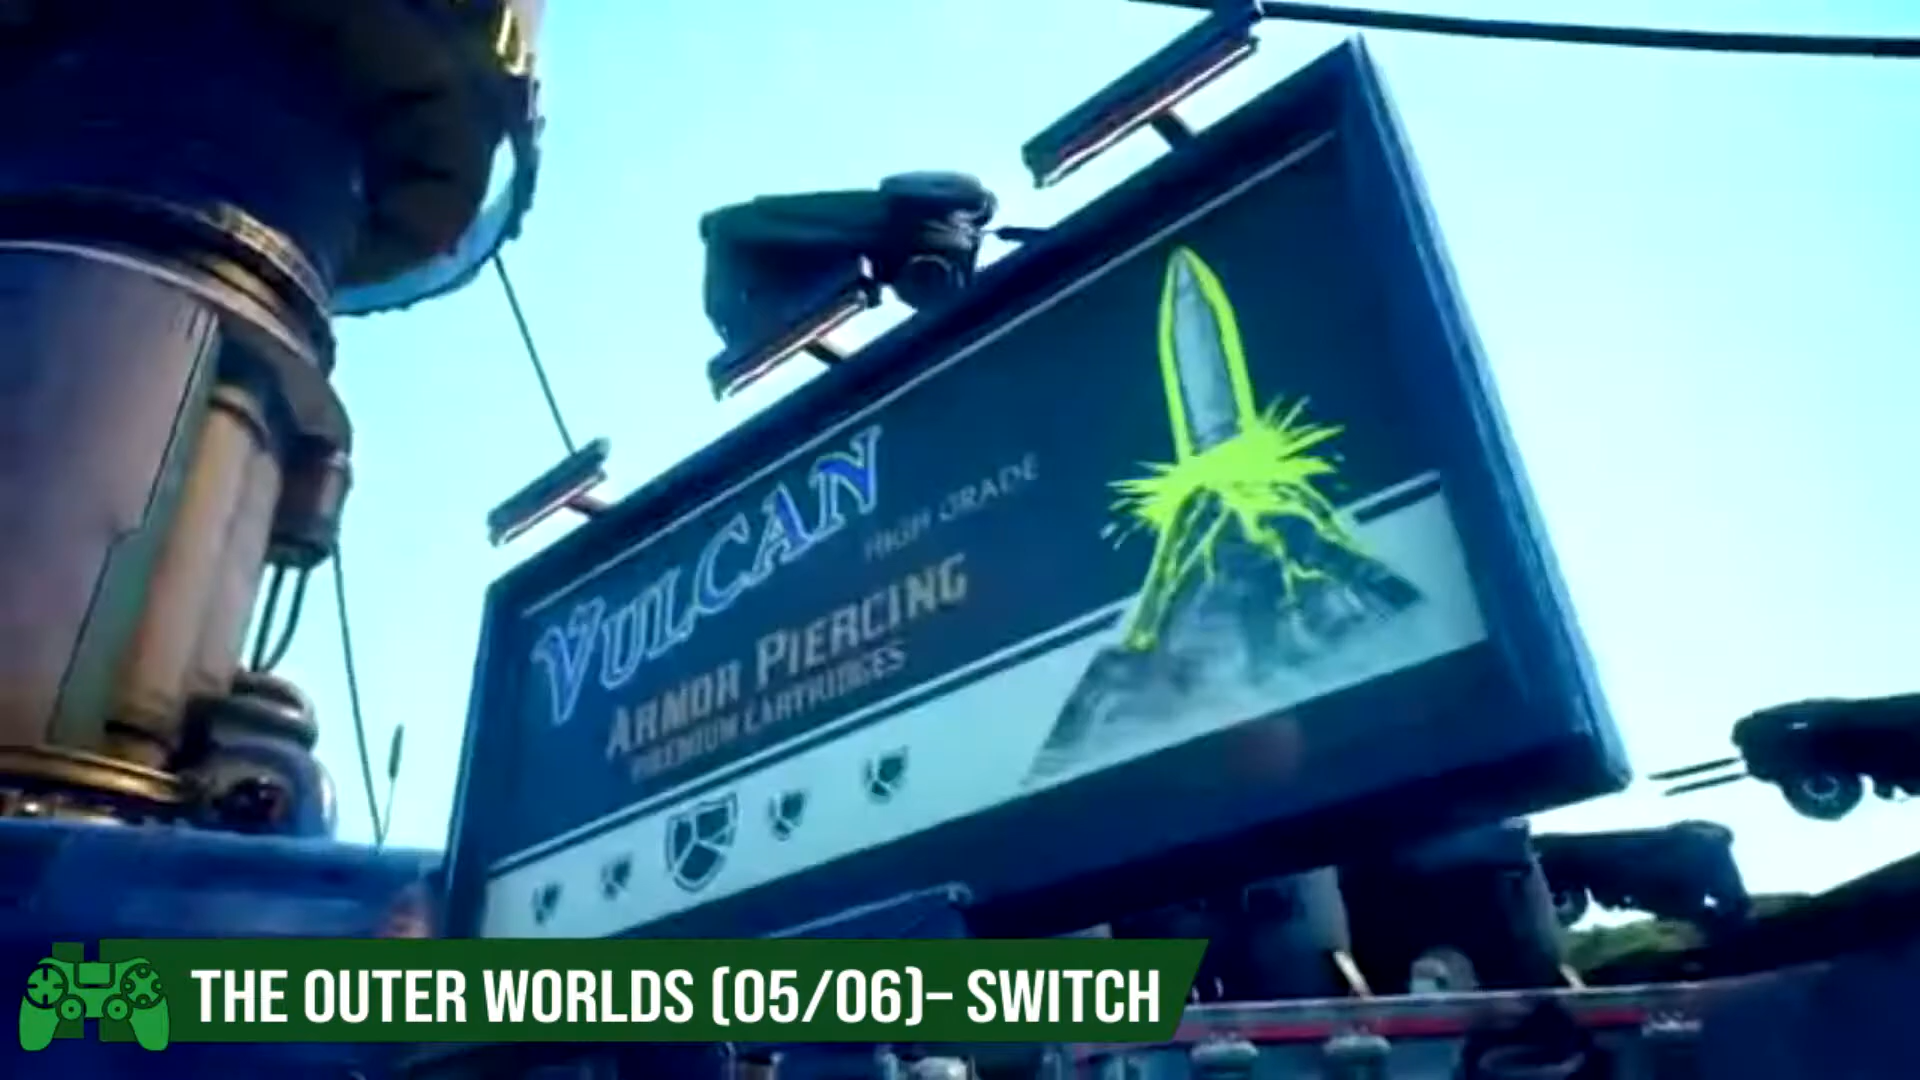 VULCAN
HIGH GRADE
ARMOR PIERCING
PREMIUM CARTRIDGES
THE OUTER WORLDS (05/06)– SWITCH